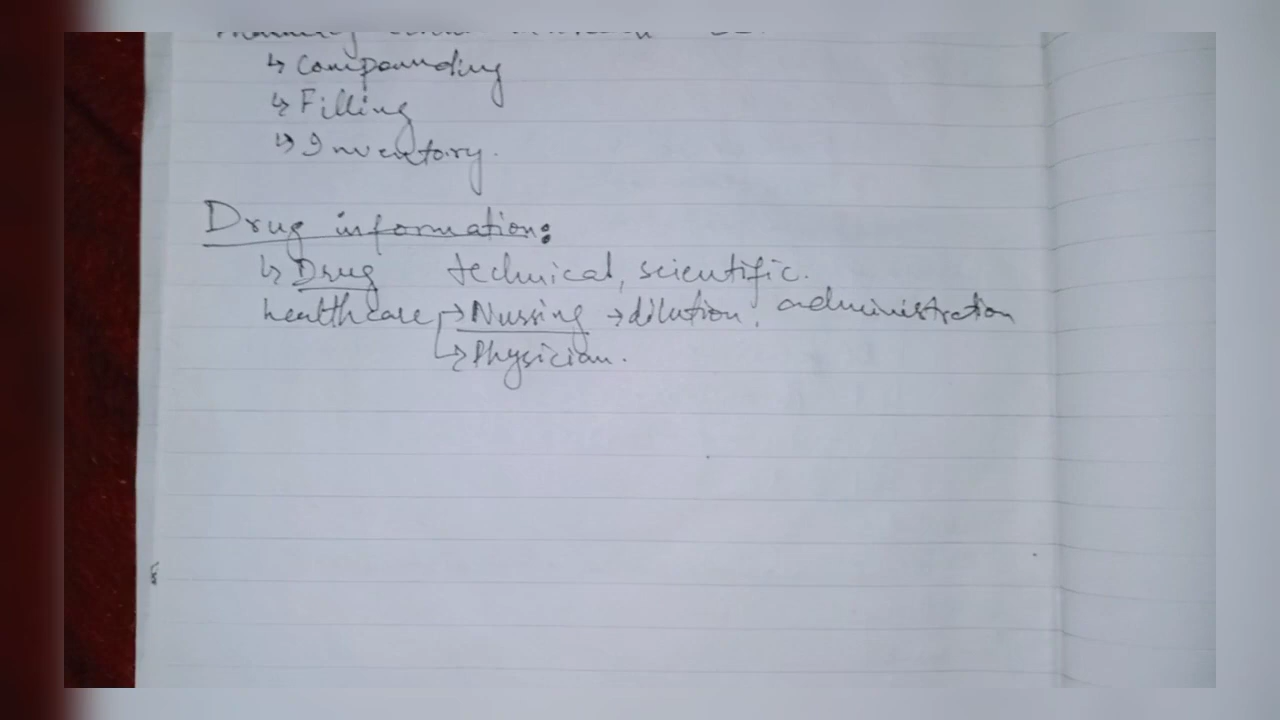 ↳ Compounding
↳ Filling
↳ Inventory.
Drug information:
↳ Drug technical, scientific.
healthcare → Nursing → dilution, administration
↳ Physician.